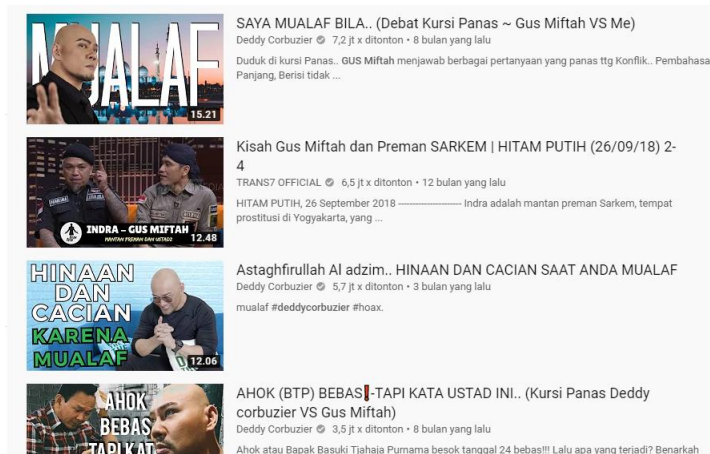 MUALAF
15.21
SAYA MUALAF BILA.. (Debat Kursi Panas ~ Gus Miftah VS Me)
Deddy Corbuzier 7,2 jt x ditonton • 8 bulan yang lalu
Duduk di kursi Panas.. GUS Miftah menjawab berbagai pertanyaan yang panas ttg Konflik.. Pembahasa
Panjang, Berisi tidak ...
INDRA – GUS MIFTAH
MANTAN PREMAN DAN USTADZ
12.48
Kisah Gus Miftah dan Preman SARKEM | HITAM PUTIH (26/09/18) 2-
4
TRANS7 OFFICIAL 6,5 jt x ditonton • 12 bulan yang lalu
HITAM PUTIH, 26 September 2018 ---------------------- Indra adalah mantan preman Sarkem, tempat
prostitusi di Yogyakarta, yang ...
HINAAN
DAN
CACIAN
KARENA
MUALAF
12.06
Astaghfirullah Al adzim.. HINAAN DAN CACIAN SAAT ANDA MUALAF
Deddy Corbuzier 5,7 jt x ditonton • 3 bulan yang lalu
mualaf #deddycorbuzier #hoax.
AHOK
BEBAS
TAPI KAT
AHOK (BTP) BEBAS❗-TAPI KATA USTAD INI.. (Kursi Panas Deddy
corbuzier VS Gus Miftah)
Deddy Corbuzier 3,5 jt x ditonton • 8 bulan yang lalu
Ahok atau Bapak Basuki Tjahaja Purnama besok tanggal 24 bebas!!! Lalu apa yang terjadi? Benarkah